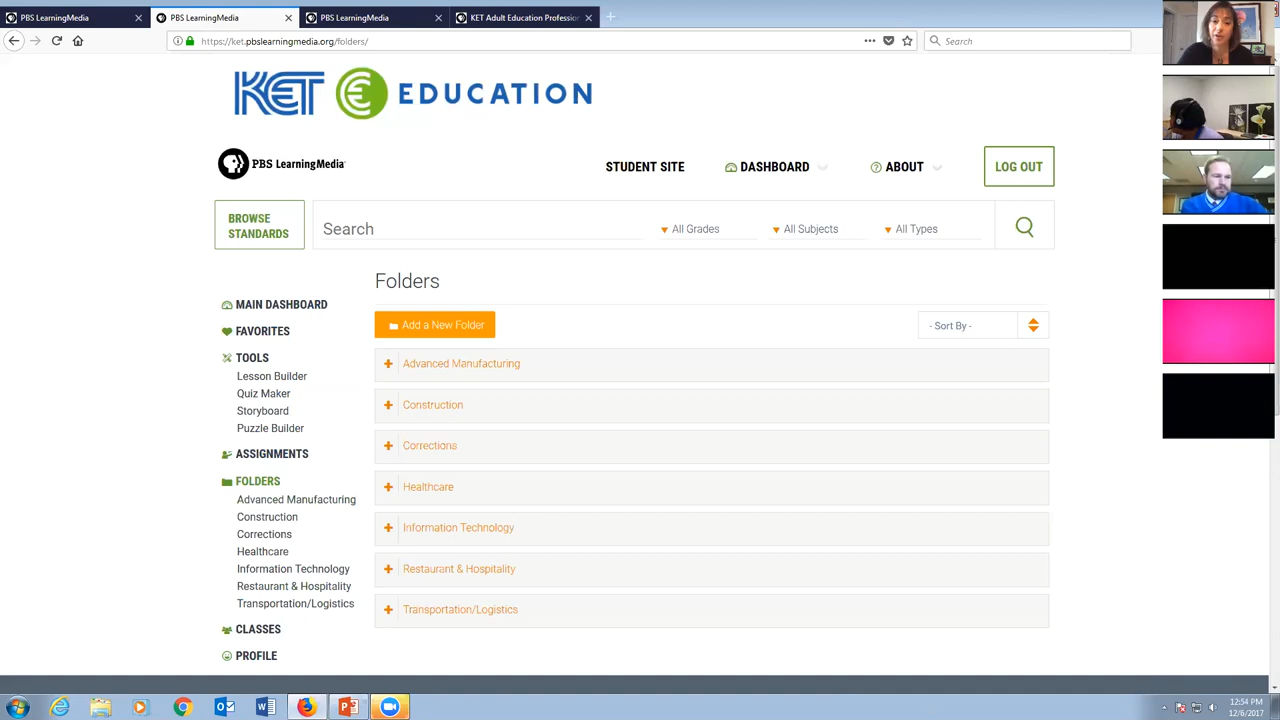 PBS LearningMedia
PBS LearningMedia
PBS LearningMedia
KET Adult Education Profession
https://ket.pbslearningmedia.org/folders/
Search
KET EDUCATION
PBS LearningMedia
STUDENT SITE
DASHBOARD
ABOUT
LOG OUT
BROWSE
STANDARDS
Search
All Grades
All Subjects
All Types
Folders
MAIN DASHBOARD
FAVORITES
TOOLS
Lesson Builder
Quiz Maker
Storyboard
Puzzle Builder
ASSIGNMENTS
FOLDERS
Advanced Manufacturing
Construction
Corrections
Healthcare
Information Technology
Restaurant & Hospitality
Transportation/Logistics
CLASSES
PROFILE
Add a New Folder
- Sort By -
Advanced Manufacturing
Construction
Corrections
Healthcare
Information Technology
Restaurant & Hospitality
Transportation/Logistics
12:54 PM
12/6/2017